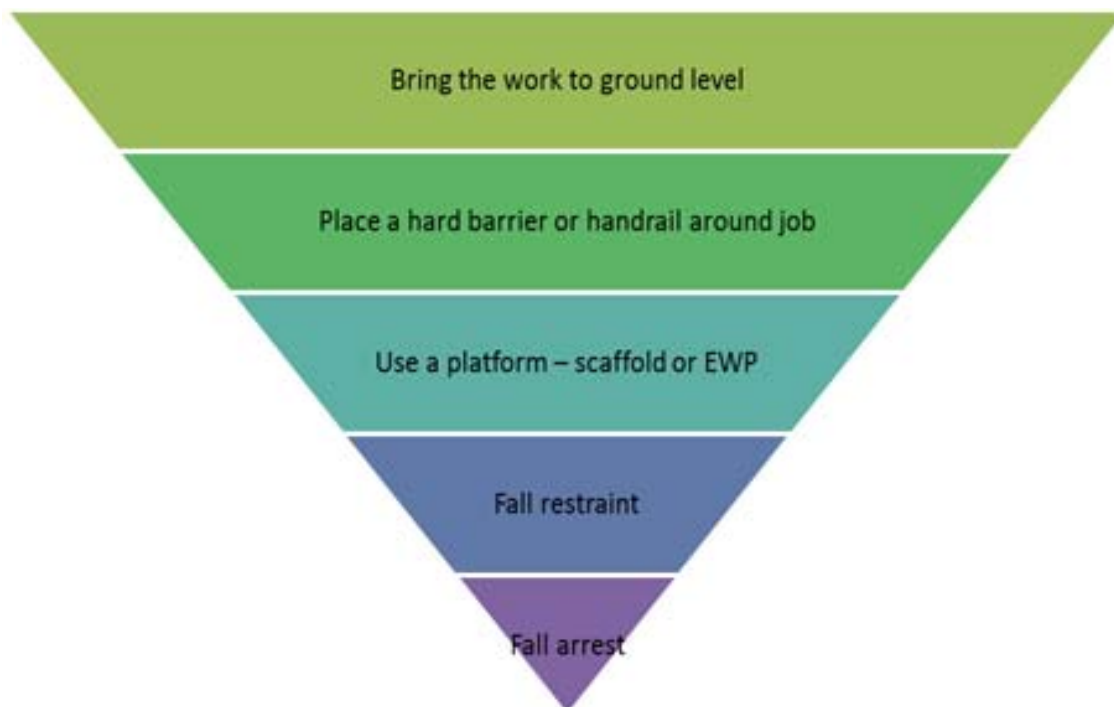 Bring the work to ground level
Place a hard barrier or handrail around job
Use a platform – scaffold or EWP
Fall restraint
Fall arrest